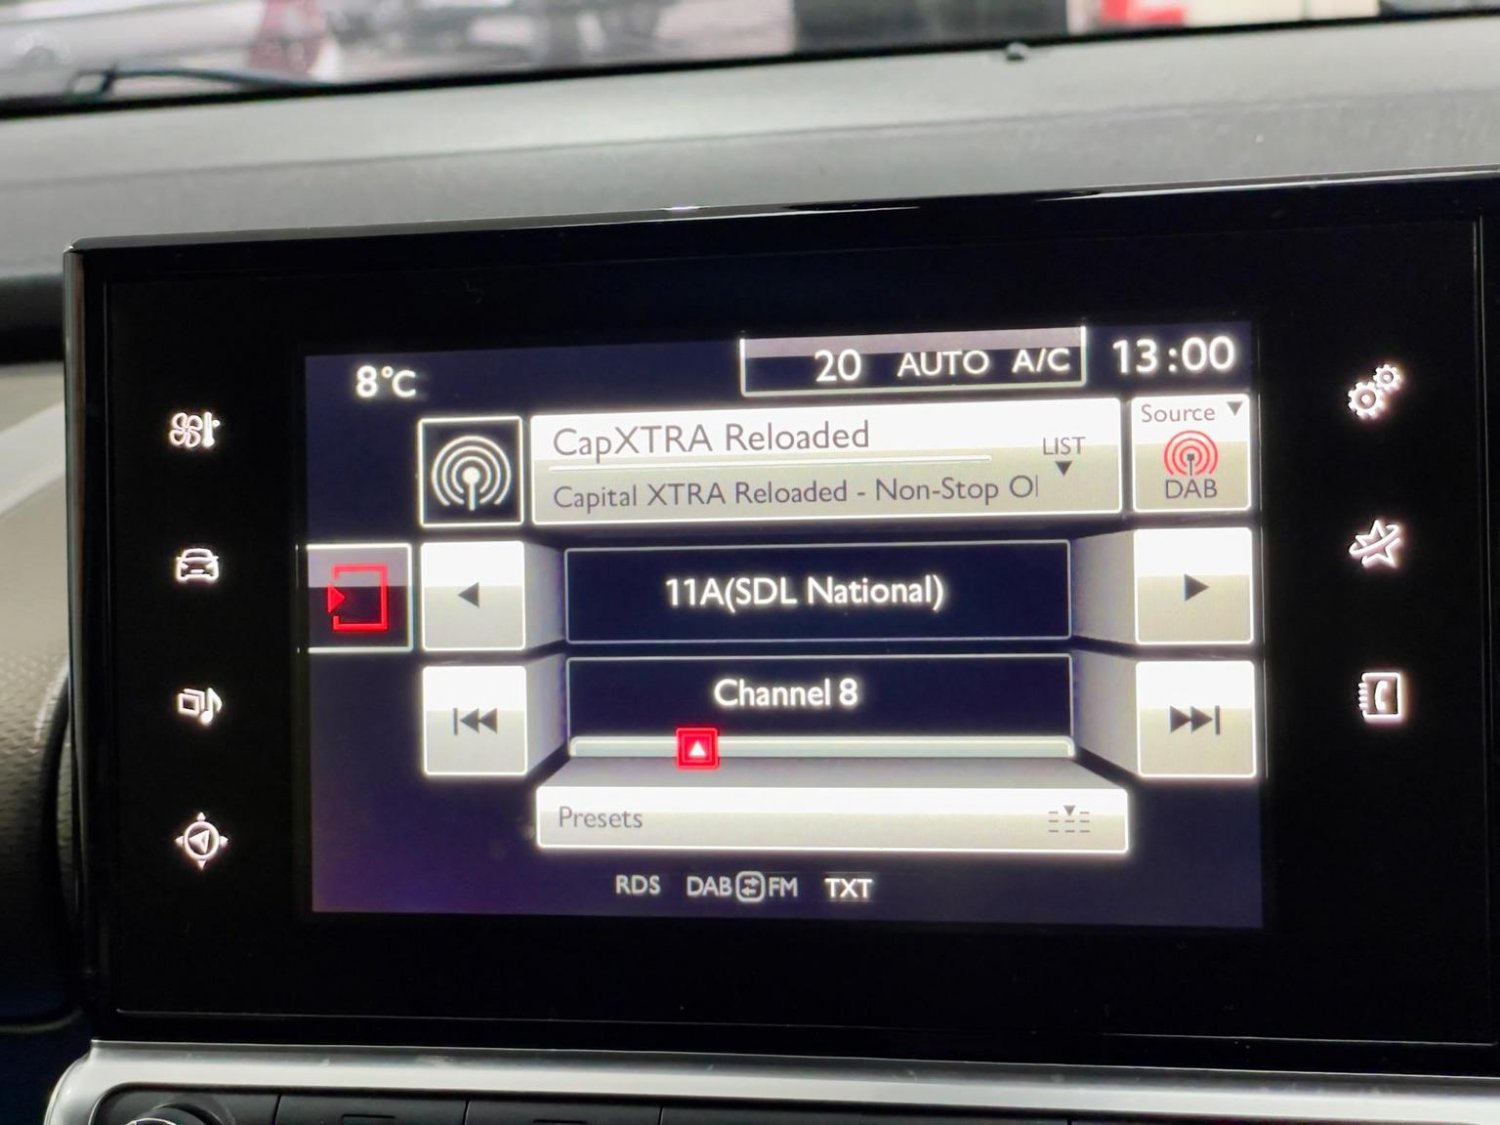 8°C
20 AUTO A/C
13:00
CapXTRA Reloaded
LIST
Capital XTRA Reloaded - Non-Stop Ol
Source
DAB
11A(SDL National)
Channel 8
Presets
RDS DAB FM TXT